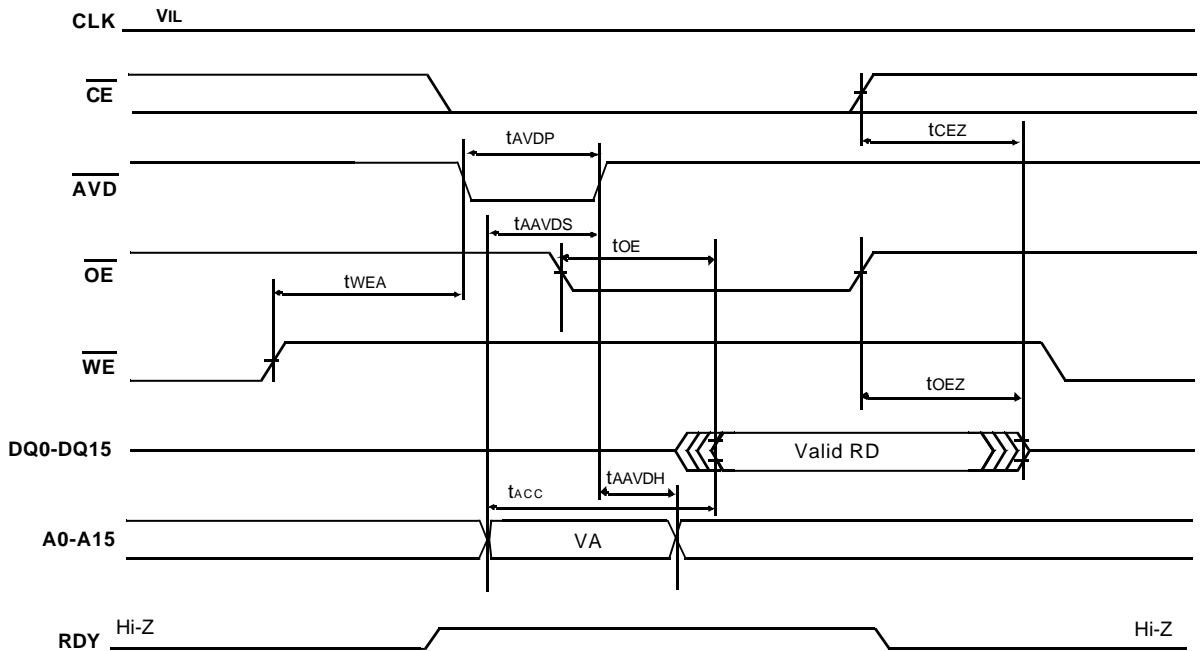 CLK VIL
CE
tCEZ
tAVDP
AVD
tAAVDS
tOE
OE
tWEA
WE
tOEZ
DQ0-DQ15 Valid RD
tAAVDH
tACC
A0-A15 VA
Hi-Z Hi-Z
RDY